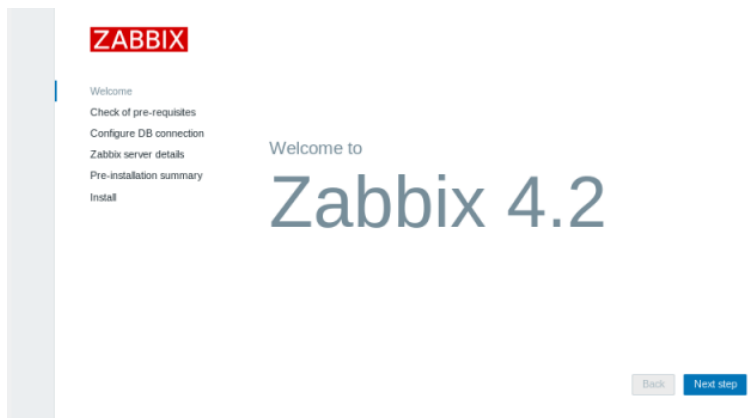 ZABBIX
Welcome
Check of pre-requisites
Configure DB connection
Zabbix server details
Pre-installation summary
Install
Welcome to
Zabbix 4.2
Back
Next step